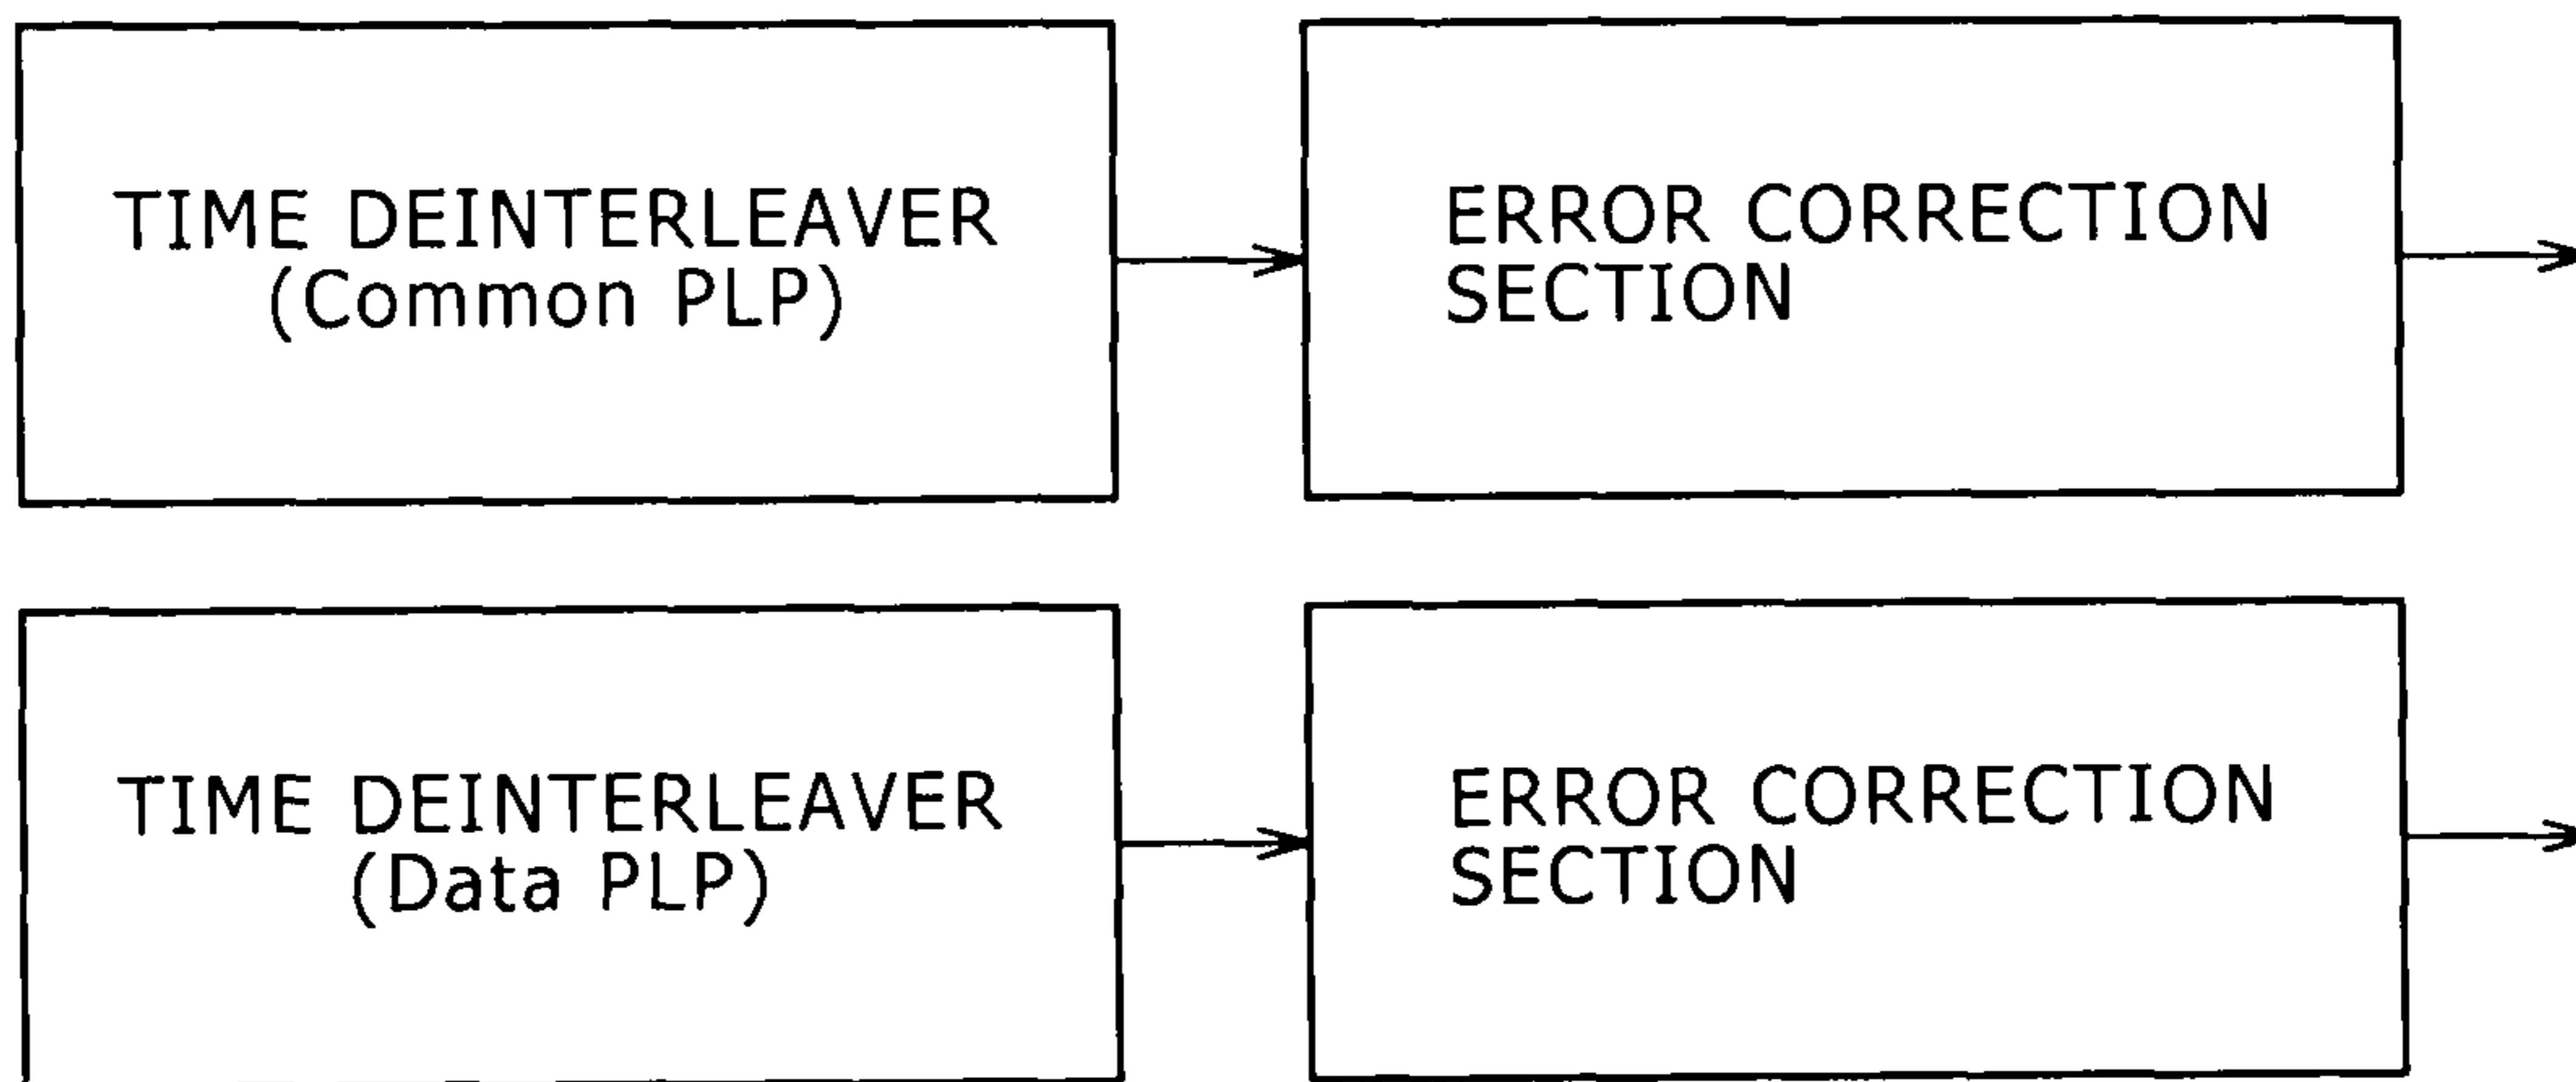 TIME DEINTERLEAVER
(Common PLP)
ERROR CORRECTION
SECTION
TIME DEINTERLEAVER
(Data PLP)
ERROR CORRECTION
SECTION